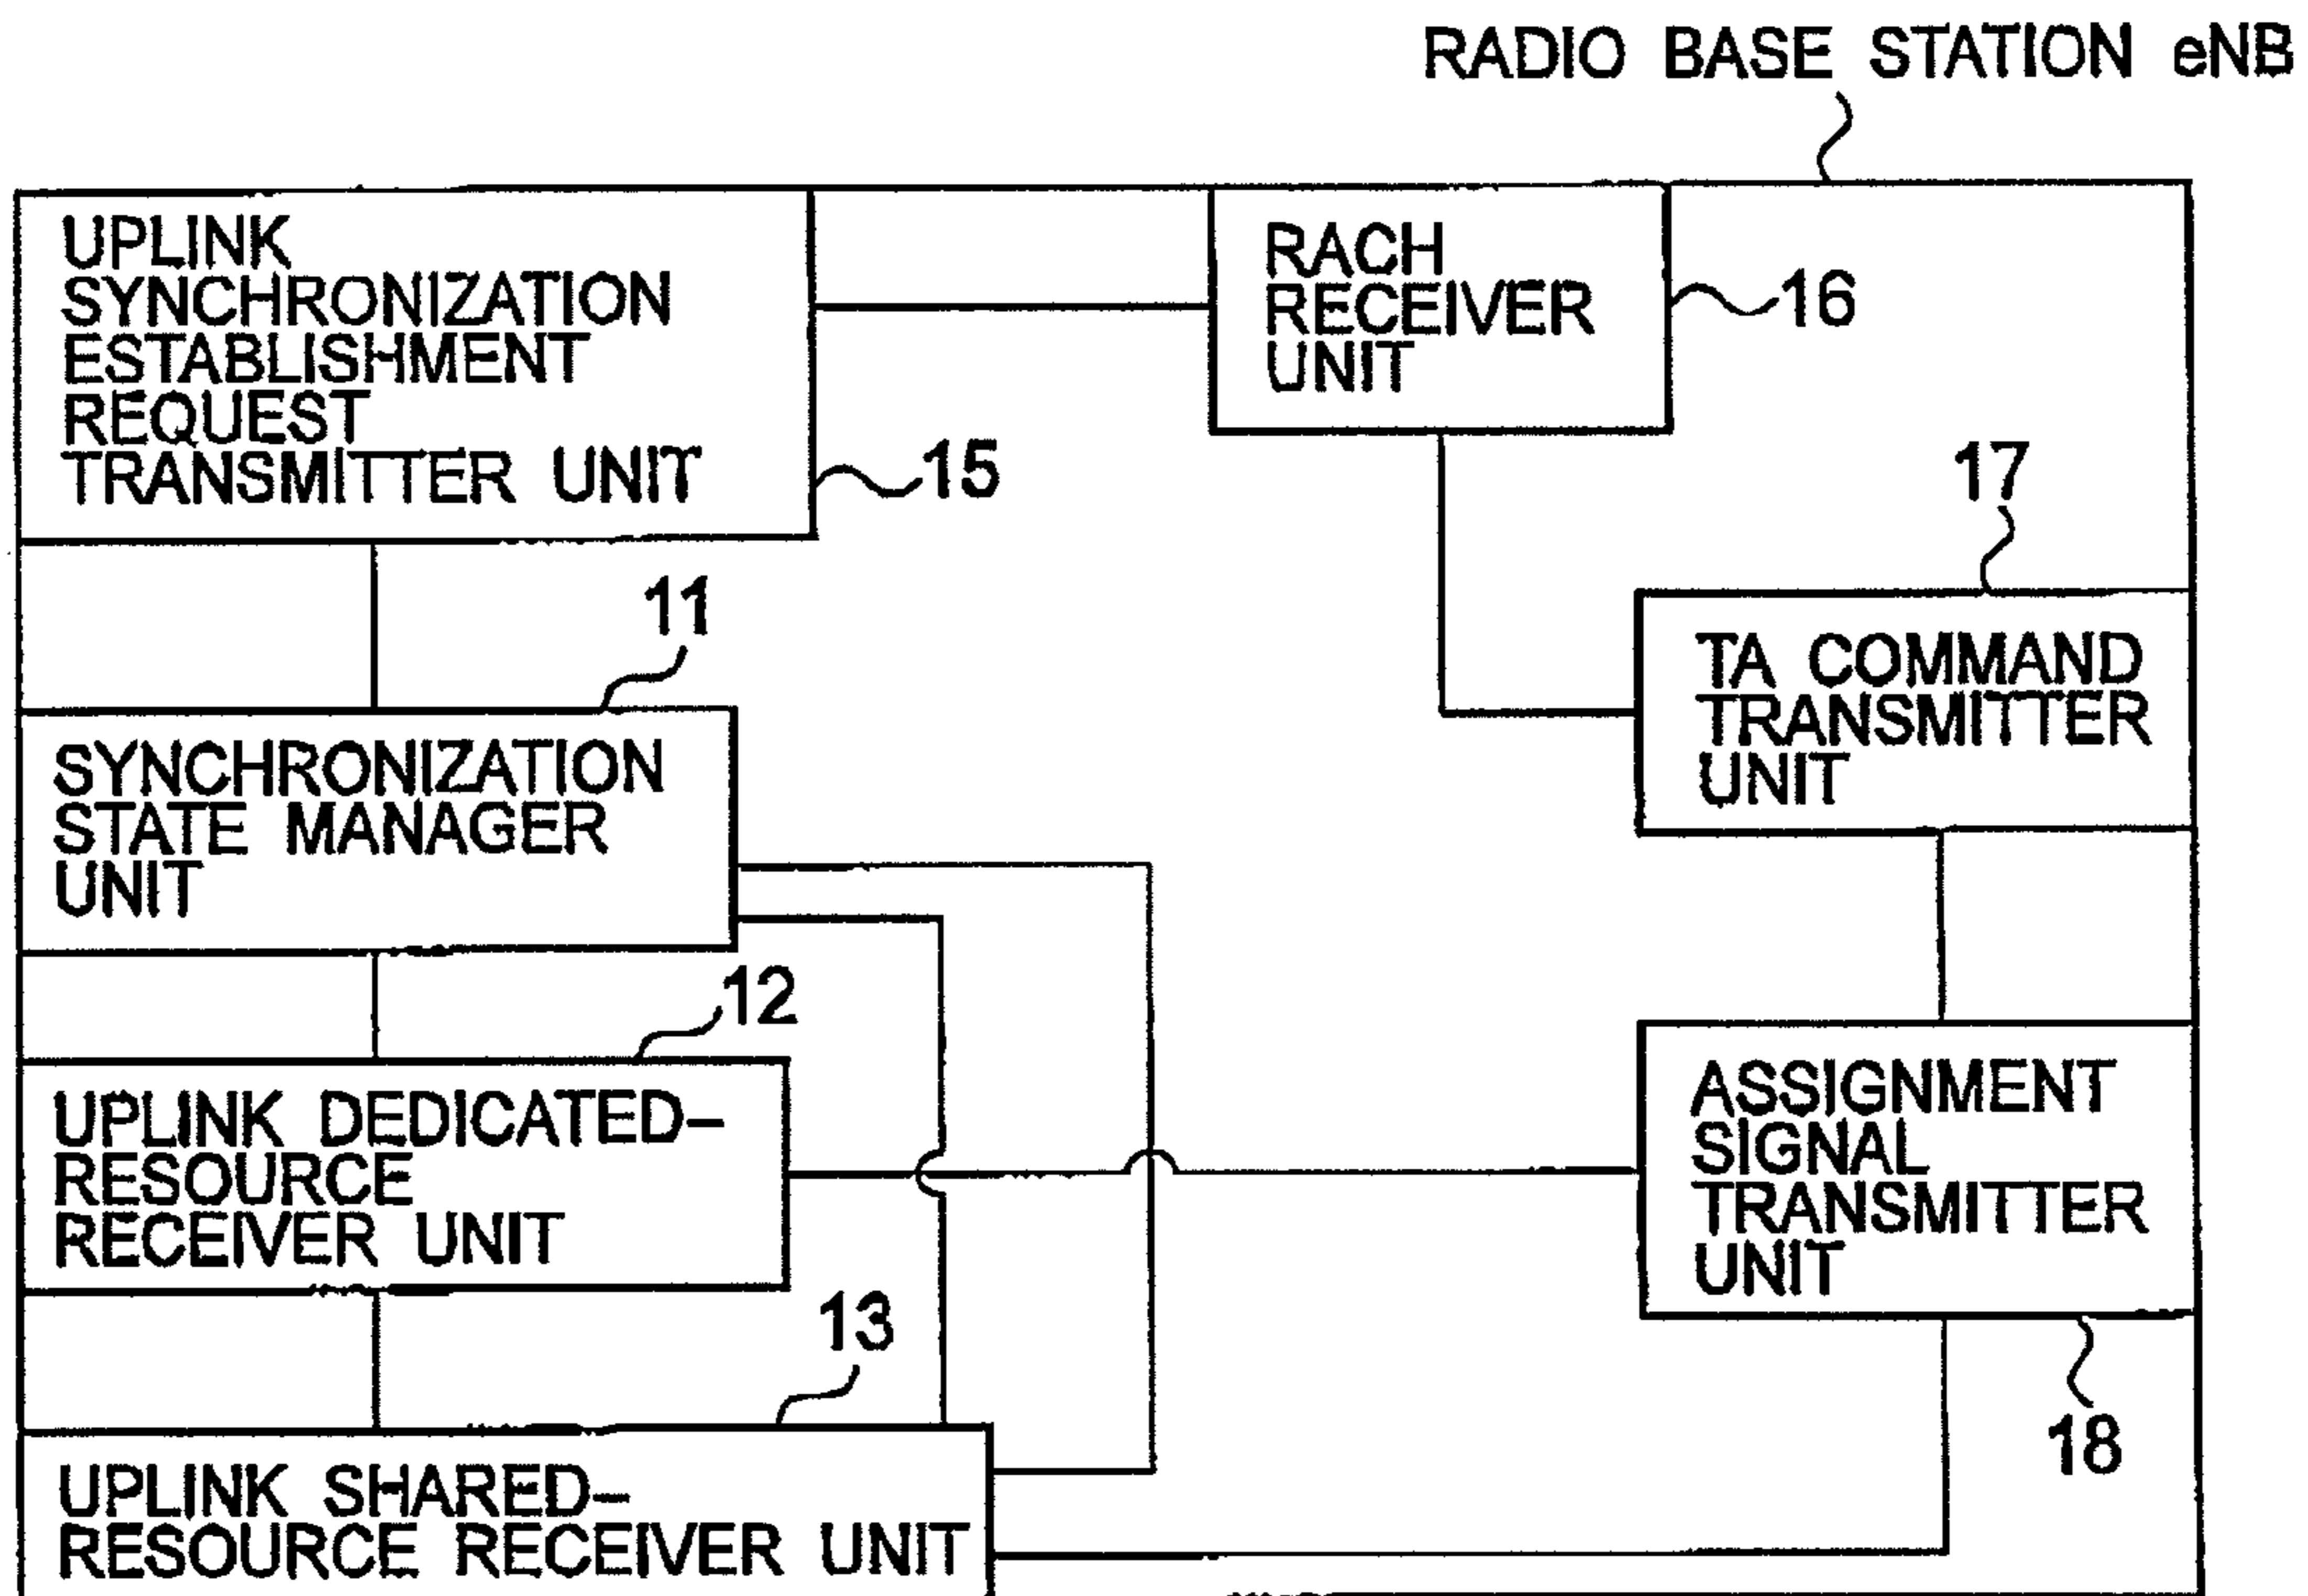 RADIO BASE STATION eNB
UPLINK
SYNCHRONIZATION
ESTABLISHMENT
REQUEST
TRANSMITTER UNIT
15
RACH
RECEIVER
UNIT
16
17
TA COMMAND
TRANSMITTER
UNIT
11
SYNCHRONIZATION
STATE MANAGER
UNIT
12
UPLINK DEDICATED-
RESOURCE
RECEIVER UNIT
ASSIGNMENT
SIGNAL
TRANSMITTER
UNIT
18
13
UPLINK SHARED-
RESOURCE RECEIVER UNIT